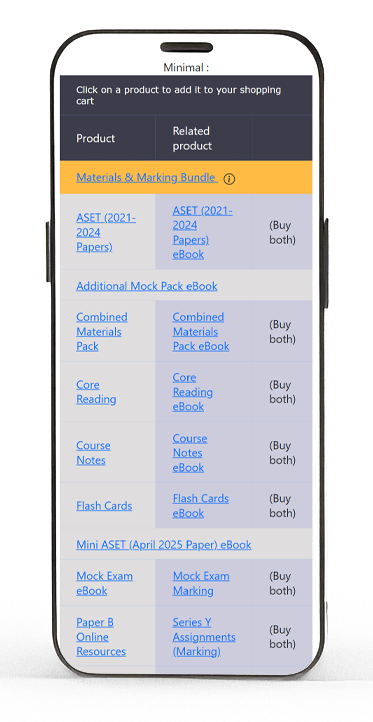 Minimal :
Click on a product to add it to your shopping
cart
Product
Related
product
Materials & Marking Bundle
ASET (2021-
2024
Papers)
ASET (2021-
2024
Papers)
eBook
(Buy
both)
Additional Mock Pack eBook
Combined
Materials
Pack
Combined
Materials
Pack eBook
(Buy
both)
Core
Reading
Core
Reading
eBook
(Buy
both)
Course
Notes
Course
Notes
eBook
(Buy
both)
Flash Cards
Flash Cards
eBook
(Buy
both)
Mini ASET (April 2025 Paper) eBook
Mock Exam
eBook
Mock Exam
Marking
(Buy
both)
Paper B
Online
Resources
Series Y
Assignments
(Marking)
(Buy
both)